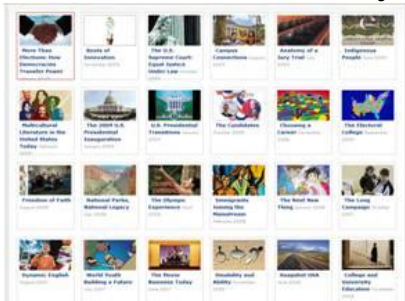 More Than
Elections: How
Democracies
Transfer Power
Roots of
Innovation
The U.S.
Supreme Court:
Equal Justice
Under Law
Campus
Connections
Anatomy of a
Jury Trial
Indigenous
People
Multicultural
Literature in the
United States
Today
The 2009 U.S.
Presidential
Inauguration
U.S. Presidential
Transitions
The Candidates
Choosing a
Career
The Electoral
College
Freedom of Faith
National Parks,
National Legacy
The Olympic
Experience
Immigrants
Joining the
Mainstream
The Next New
Thing
The Long
Campaign
Dynamic English
World Youth
Building a Future
The Movie
Business Today
Disability and
Ability
Snapshot USA
College and
University
Education